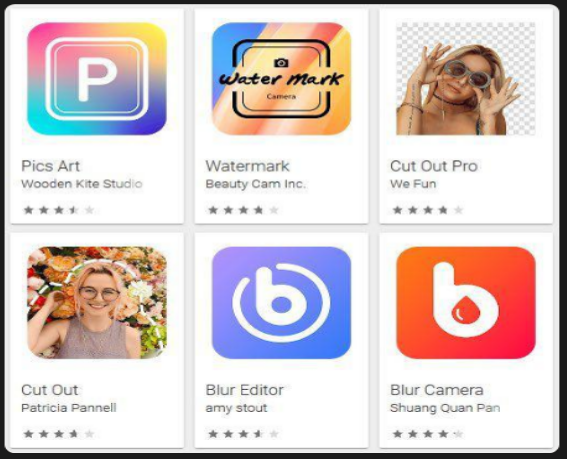 P
Water Mark
Camera
Pics Art
Wooden Kite Studio
Watermark
Beauty Cam Inc.
Cut Out Pro
We Fun
b
b
Cut Out
Patricia Pannell
Blur Editor
amy stout
Blur Camera
Shuang Quan Pan